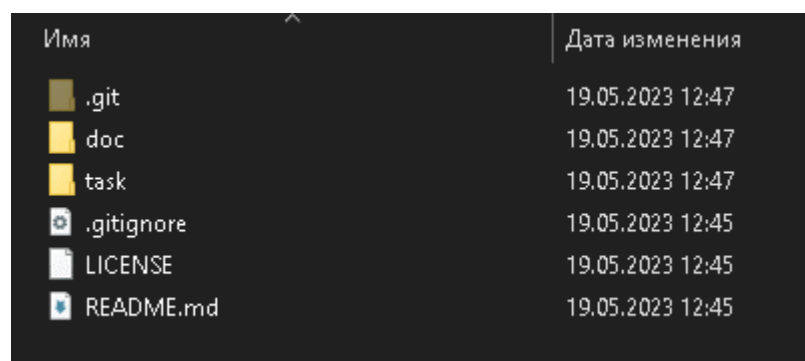 Имя Дата изменения
.git 19.05.2023 12:47
doc 19.05.2023 12:47
task 19.05.2023 12:47
.gitignore 19.05.2023 12:45
LICENSE 19.05.2023 12:45
README.md 19.05.2023 12:45